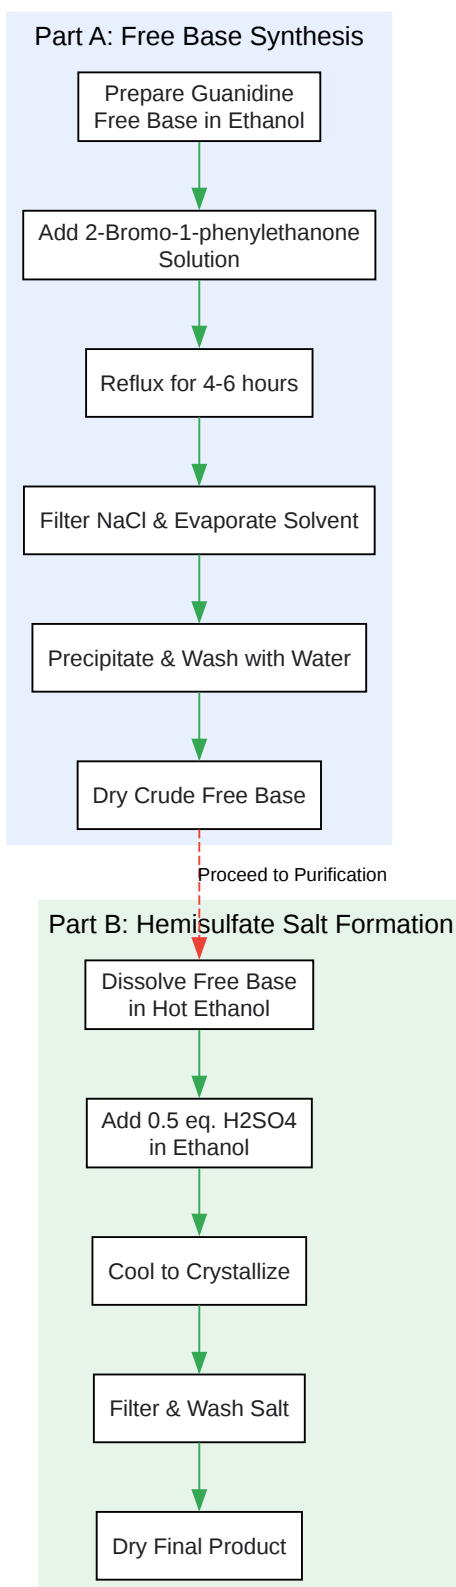 Part A: Free Base Synthesis
Prepare Guanidine
Free Base in Ethanol
Add 2-Bromo-1-phenylethanone
Solution
Reflux for 4-6 hours
Filter NaCl & Evaporate Solvent
Precipitate & Wash with Water
Dry Crude Free Base
Proceed to Purification
Part B: Hemisulfate Salt Formation
Dissolve Free Base
in Hot Ethanol
Add 0.5 eq. H2SO4
in Ethanol
Cool to Crystallize
Filter & Wash Salt
Dry Final Product